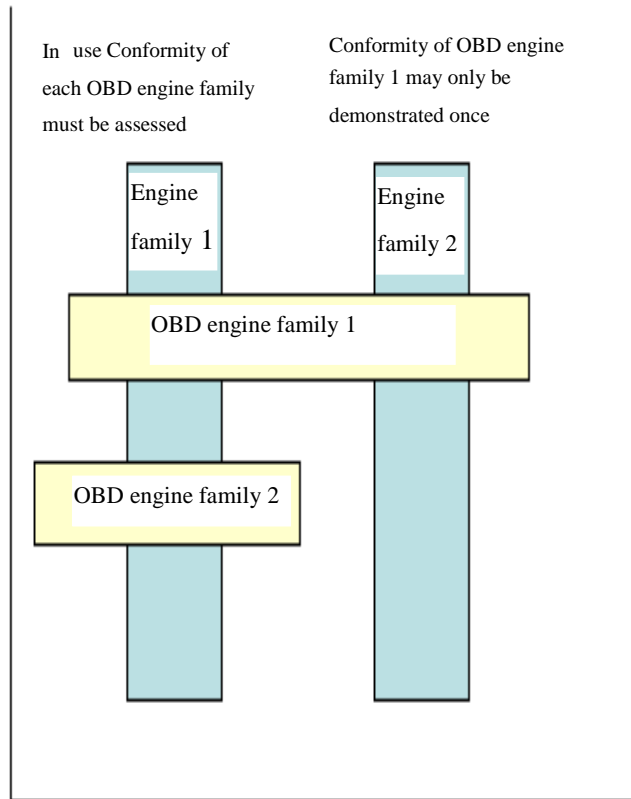 In use Conformity of
each OBD engine family
must be assessed
Conformity of OBD engine
family 1 may only be
demonstrated once
Engine
family 1
Engine
family 2
OBD engine family 1
OBD engine family 2